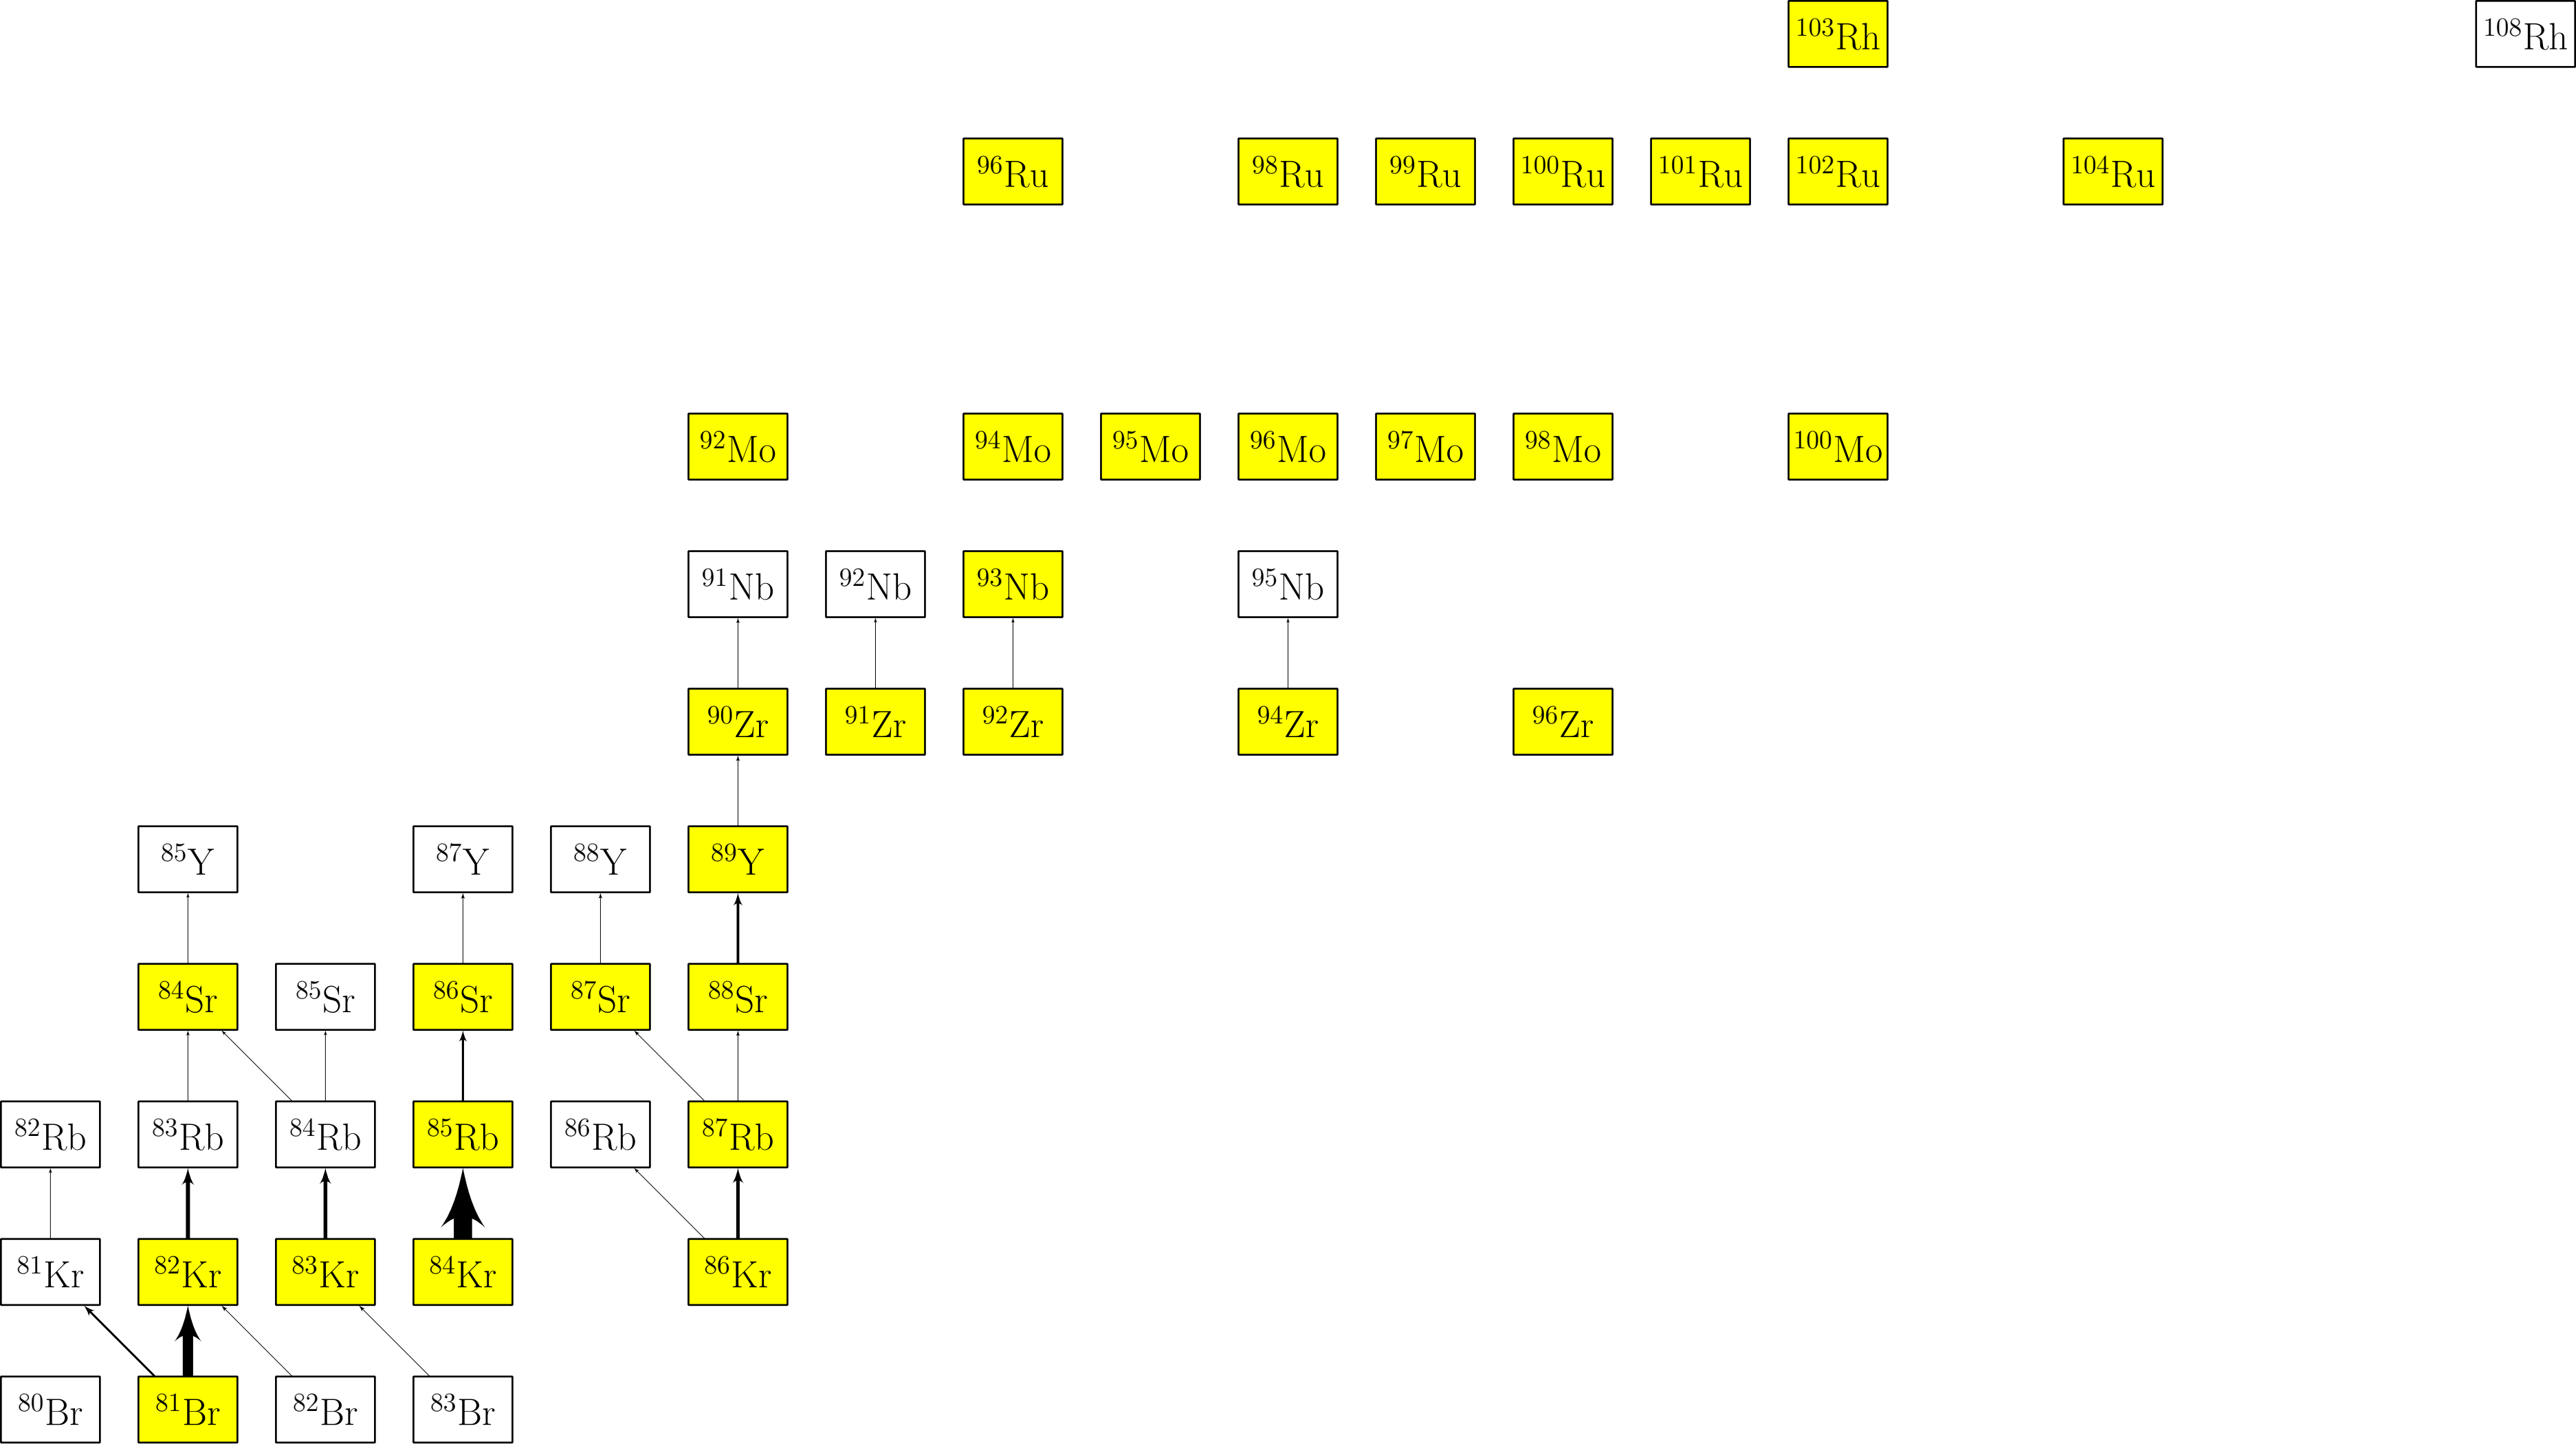 ¹⁰³Rh ¹⁰⁸Rh
⁹⁶Ru ⁹⁸Ru ⁹⁹Ru ¹⁰⁰Ru ¹⁰¹Ru ¹⁰²Ru ¹⁰⁴Ru
⁹²Mo ⁹⁴Mo ⁹⁵Mo ⁹⁶Mo ⁹⁷Mo ⁹⁸Mo ¹⁰⁰Mo
⁹¹Nb ⁹²Nb ⁹³Nb ⁹⁵Nb
⁹⁰Zr ⁹¹Zr ⁹²Zr ⁹⁴Zr ⁹⁶Zr
⁸⁵Y ⁸⁷Y ⁸⁸Y ⁸⁹Y
⁸⁴Sr ⁸⁵Sr ⁸⁶Sr ⁸⁷Sr ⁸⁸Sr
⁸²Rb ⁸³Rb ⁸⁴Rb ⁸⁵Rb ⁸⁶Rb ⁸⁷Rb
⁸¹Kr ⁸²Kr ⁸³Kr ⁸⁴Kr ⁸⁶Kr
⁸⁰Br ⁸¹Br ⁸²Br ⁸³Br